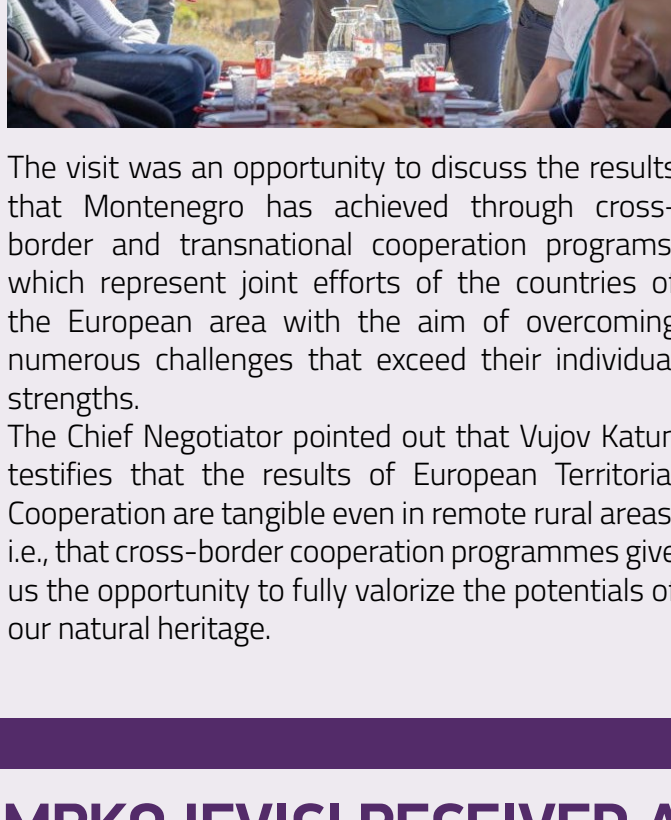 The visit was an opportunity to discuss the results
that Montenegro has achieved through cross-
border and transnational cooperation programs
which represent joint efforts of the countries of
the European area with the aim of overcoming
numerous challenges that exceed their individua
strengths.
The Chief Negotiator pointed out that Vujov Katun
testifies that the results of European Territoria
Cooperation are tangible even in remote rural areas
i.e., that cross-border cooperation programmes give
us the opportunity to fully valorize the potentials of
our natural heritage.